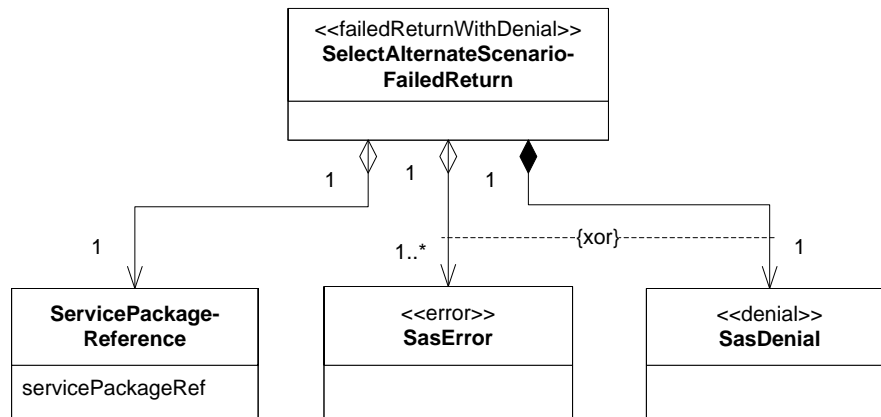 <<failedReturnWithDenial>>
SelectAlternateScenario-
FailedReturn
1
1
1
1
1..*
{xor}
1
ServicePackage-
Reference
servicePackageRef
<<error>>
SasError
<<denial>>
SasDenial